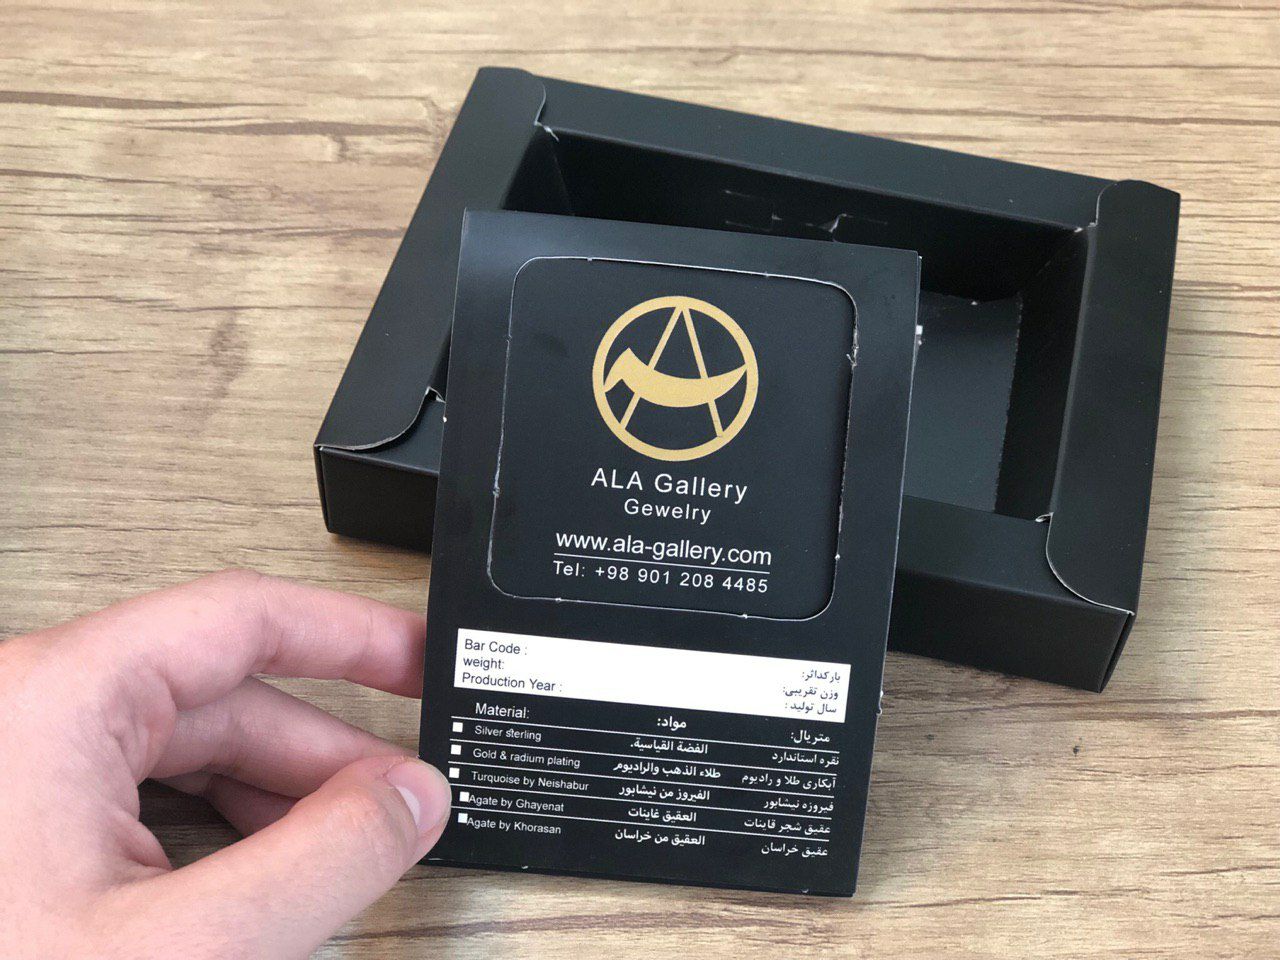 ALA Gallery
Gewelry
www.ala-gallery.com
Tel: +98 901 208 4485
Bar Code : بارکداثر:
weight: وزن تقریبی:
Production Year : سال تولید :
Material: مواد: متریال:
Silver sterling الفضة القياسية. نقره استاندارد
Gold & radium plating طلاء الذهب والراديوم آبکاری طلا و رادیوم
Turquoise by Neishabur الفيروز من نيشابور فیروزه نیشابور
Agate by Ghayenat العقيق غاينات عقیق شجر قاینات
Agate by Khorasan العقيق من خراسان عقیق خراسان